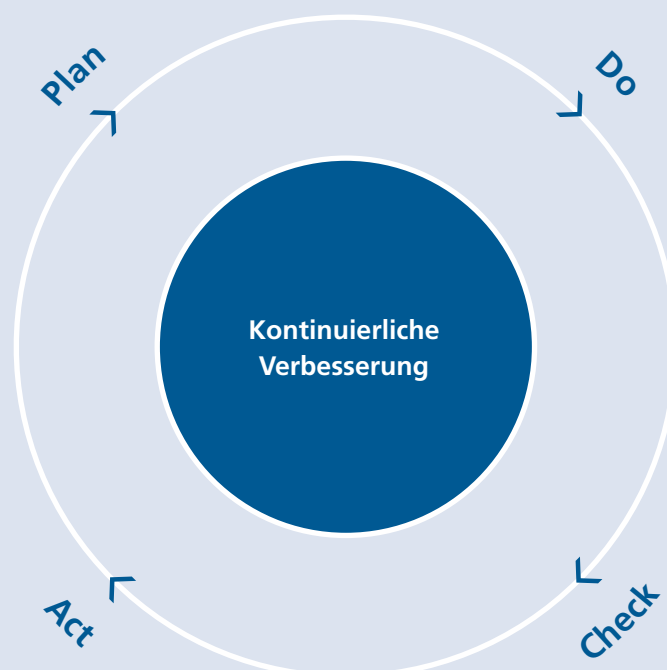 Plan
Do
Kontinuierliche
Verbesserung
Act
Check